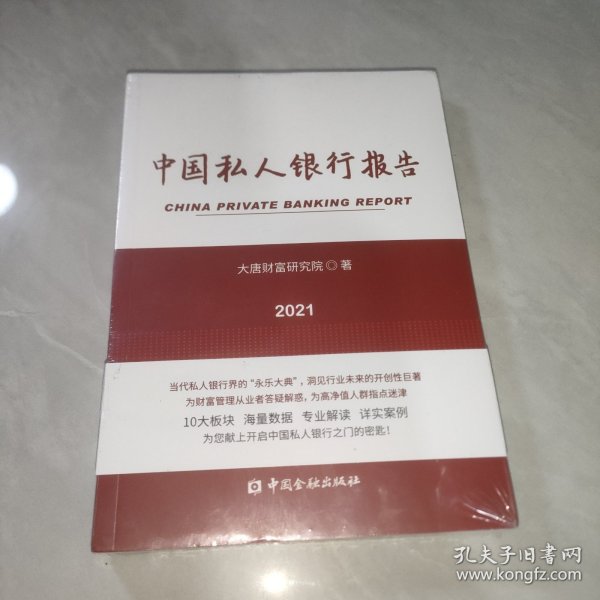 中国私人银行报告
CHINA PRIVATE BANKING REPORT
大唐财富研究院◎著
2021
当代私人银行界的“永乐大典”，洞见行业未来的开创性巨著
为财富管理从业者答疑解惑，为高净值人群指点迷津
10大板块 海量数据 专业解读 详实案例
为您献上开启中国私人银行之门的密匙！
中国金融出版社
孔夫子旧书网
www.kongfz.com